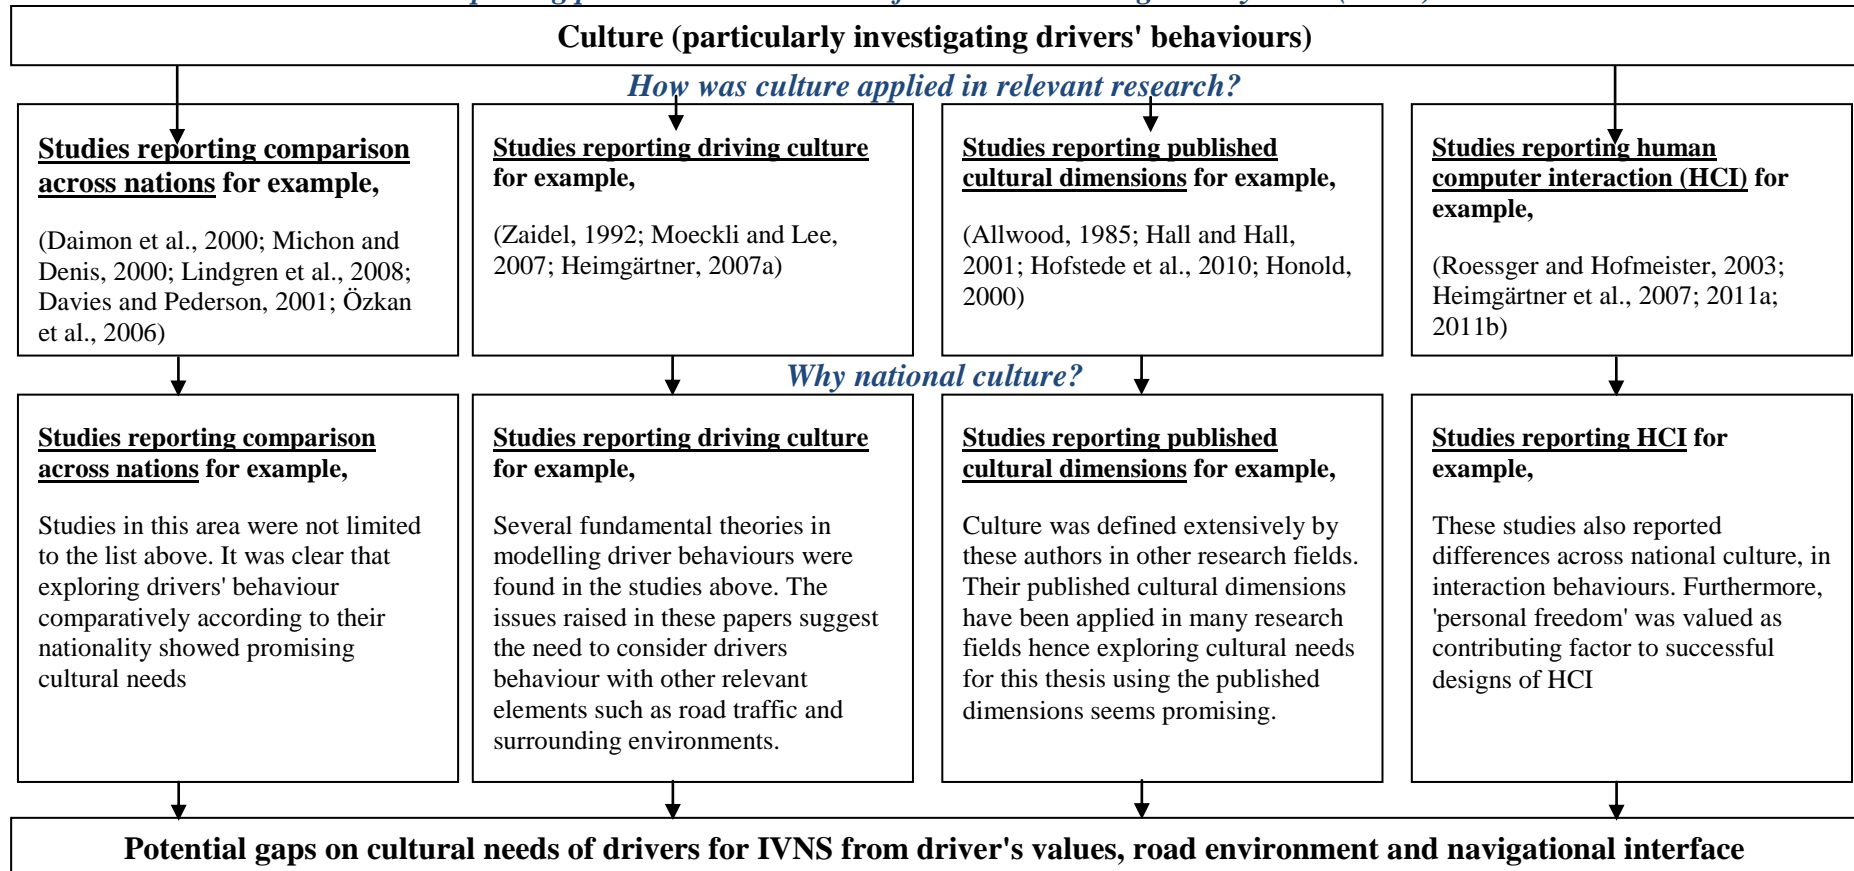 Culture (particularly investigating drivers' behaviours)
How was culture applied in relevant research?
Studies reporting comparison
across nations for example,
(Daimon et al., 2000; Michon and
Denis, 2000; Lindgren et al., 2008;
Davies and Pederson, 2001; Özkan
et al., 2006)
Studies reporting driving culture
for example,
(Zaidel, 1992; Moeckli and Lee,
2007; Heimgärtner, 2007a)
Studies reporting published
cultural dimensions for example,
(Allwood, 1985; Hall and Hall,
2001; Hofstede et al., 2010; Honold,
2000)
Studies reporting human
computer interaction (HCI) for
example,
(Roessger and Hofmeister, 2003;
Heimgärtner et al., 2007; 2011a;
2011b)
Why national culture?
Studies reporting comparison
across nations for example,
Studies in this area were not limited
to the list above. It was clear that
exploring drivers' behaviour
comparatively according to their
nationality showed promising
cultural needs
Studies reporting driving culture
for example,
Several fundamental theories in
modelling driver behaviours were
found in the studies above. The
issues raised in these papers suggest
the need to consider drivers
behaviour with other relevant
elements such as road traffic and
surrounding environments.
Studies reporting published
cultural dimensions for example,
Culture was defined extensively by
these authors in other research fields.
Their published cultural dimensions
have been applied in many research
fields hence exploring cultural needs
for this thesis using the published
dimensions seems promising.
Studies reporting HCI for
example,
These studies also reported
differences across national culture, in
interaction behaviours. Furthermore,
'personal freedom' was valued as
contributing factor to successful
designs of HCI
Potential gaps on cultural needs of drivers for IVNS from driver's values, road environment and navigational interface